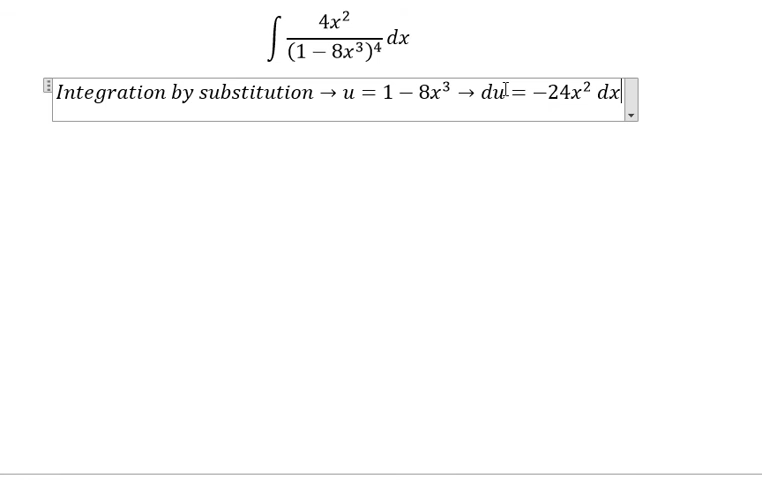 ∫ 4x²/(1 − 8x³)⁴ dx
Integration by substitution → u = 1 − 8x³ → du = −24x² dx